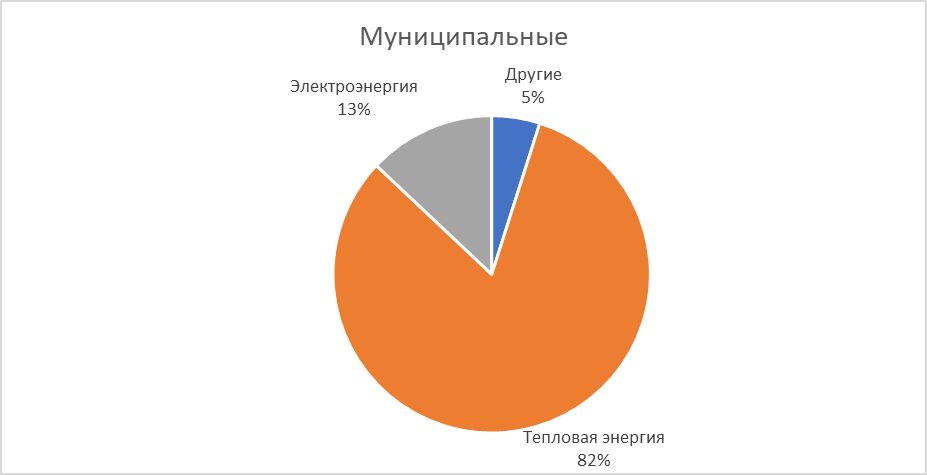 Муниципальные
Электроэнергия
13%
Другие
5%
Тепловая энергия
82%